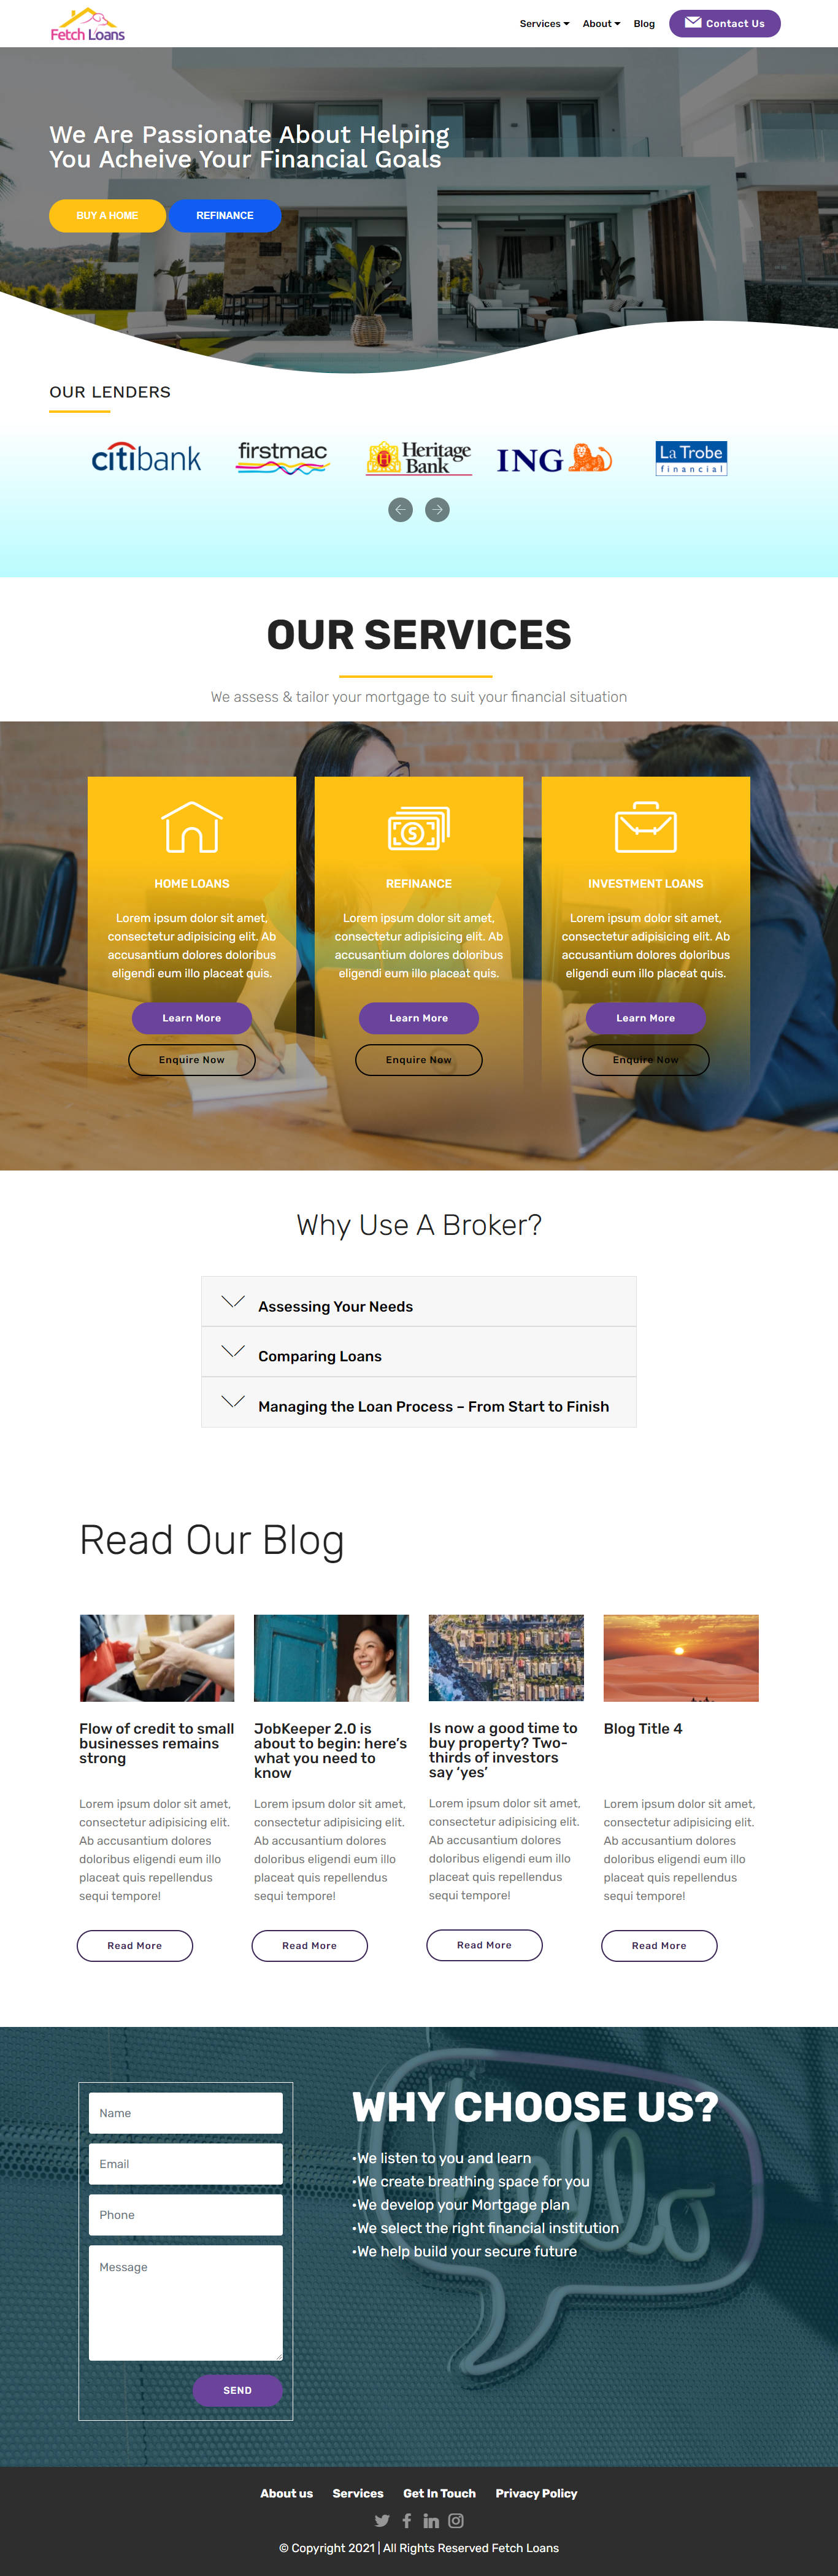 Fetch Loans
Services
About
Blog
Contact Us
We Are Passionate About Helping
You Acheive Your Financial Goals
BUY A HOME
REFINANCE
OUR LENDERS
citibank
firstmac
Heritage
Bank
ING
La Trobe
financial
OUR SERVICES
We assess & tailor your mortgage to suit your financial situation
HOME LOANS
Lorem ipsum dolor sit amet,
consectetur adipisicing elit. Ab
accusantium dolores doloribus
eligendi eum illo placeat quis.
Learn More
Enquire Now
REFINANCE
Lorem ipsum dolor sit amet,
consectetur adipisicing elit. Ab
accusantium dolores doloribus
eligendi eum illo placeat quis.
Learn More
Enquire Now
INVESTMENT LOANS
Lorem ipsum dolor sit amet,
consectetur adipisicing elit. Ab
accusantium dolores doloribus
eligendi eum illo placeat quis.
Learn More
Enquire Now
Why Use A Broker?
Assessing Your Needs
Comparing Loans
Managing the Loan Process – From Start to Finish
Read Our Blog
Flow of credit to small
businesses remains
strong
Lorem ipsum dolor sit amet,
consectetur adipisicing elit.
Ab accusantium dolores
doloribus eligendi eum illo
placeat quis repellendus
sequi tempore!
Read More
JobKeeper 2.0 is
about to begin: here’s
what you need to
know
Lorem ipsum dolor sit amet,
consectetur adipisicing elit.
Ab accusantium dolores
doloribus eligendi eum illo
placeat quis repellendus
sequi tempore!
Read More
Is now a good time to
buy property? Two-
thirds of investors
say ‘yes’
Lorem ipsum dolor sit amet,
consectetur adipisicing elit.
Ab accusantium dolores
doloribus eligendi eum illo
placeat quis repellendus
sequi tempore!
Read More
Blog Title 4
Lorem ipsum dolor sit amet,
consectetur adipisicing elit.
Ab accusantium dolores
doloribus eligendi eum illo
placeat quis repellendus
sequi tempore!
Read More
Name
Email
Phone
Message
SEND
hello
WHY CHOOSE US?
•We listen to you and learn
•We create breathing space for you
•We develop your Mortgage plan
•We select the right financial institution
•We help build your secure future
About us
Services
Get In Touch
Privacy Policy
© Copyright 2021 | All Rights Reserved Fetch Loans